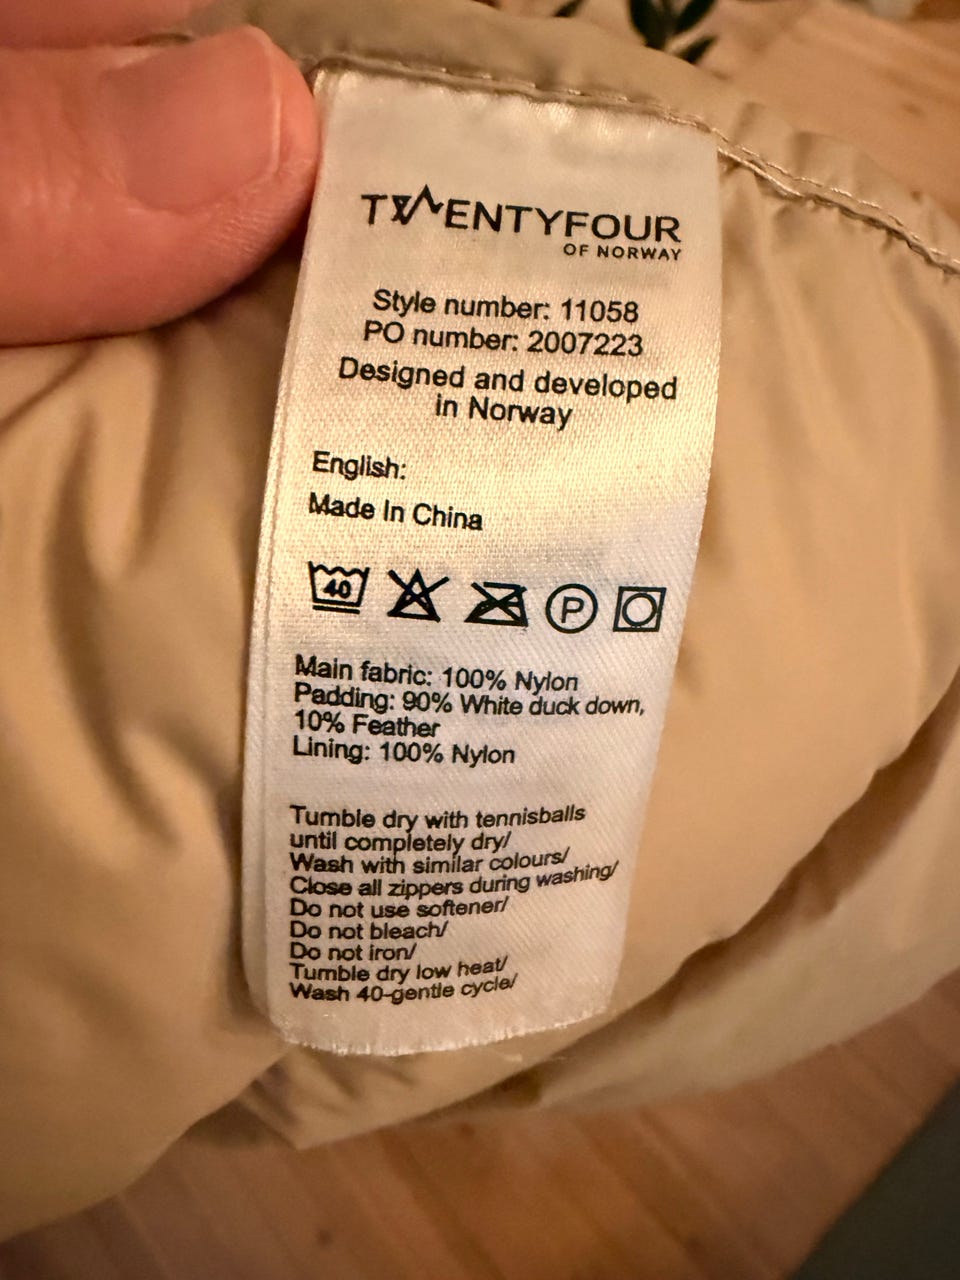 TWENTYFOUR
OF NORWAY
Style number: 11058
PO number: 2007223
Designed and developed
in Norway
English:
Made In China
40
P
Main fabric: 100% Nylon
Padding: 90% White duck down,
10% Feather
Lining: 100% Nylon
Tumble dry with tennisballs
until completely dry/
Wash with similar colours/
Close all zippers during washing/
Do not use softener/
Do not bleach/
Do not iron/
Tumble dry low heat/
Wash 40-gentle cycle/